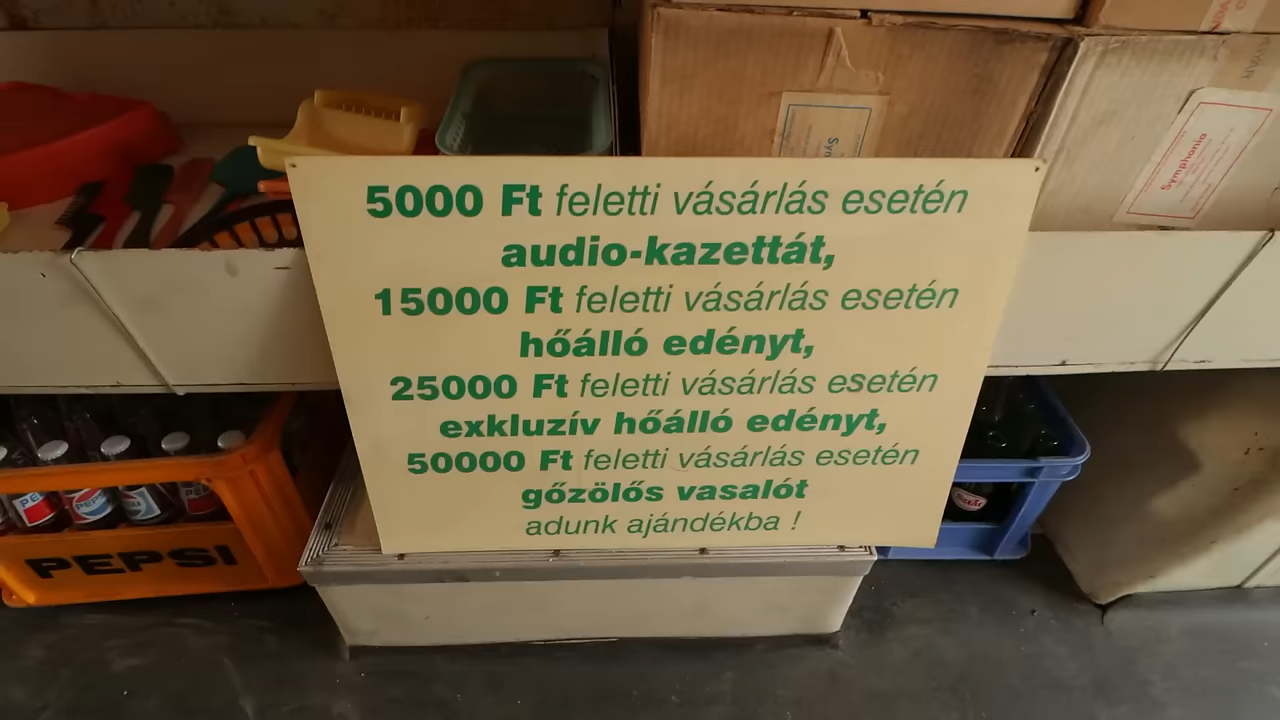 5000 Ft feletti vásárlás esetén
audio-kazettát,
15000 Ft feletti vásárlás esetén
hőálló edényt,
25000 Ft feletti vásárlás esetén
exkluzív hőálló edényt,
50000 Ft feletti vásárlás esetén
gőzölős vasalót
adunk ajándékba !
Symphonia
PEPSI